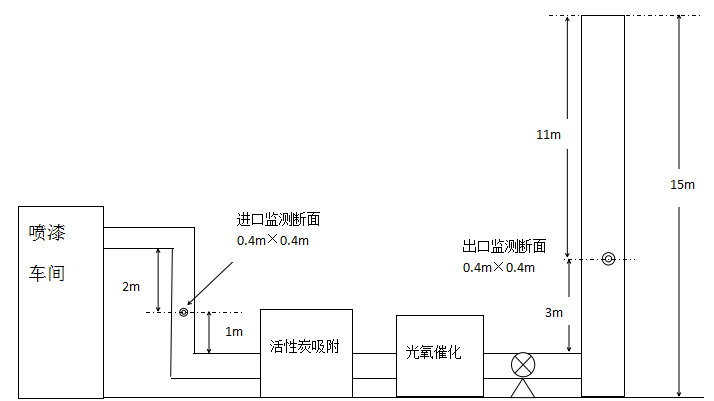 喷漆
车间
2m
进口监测断面
0.4m×0.4m
1m
活性炭吸附
光氧催化
出口监测断面
0.4m×0.4m
11m
3m
15m